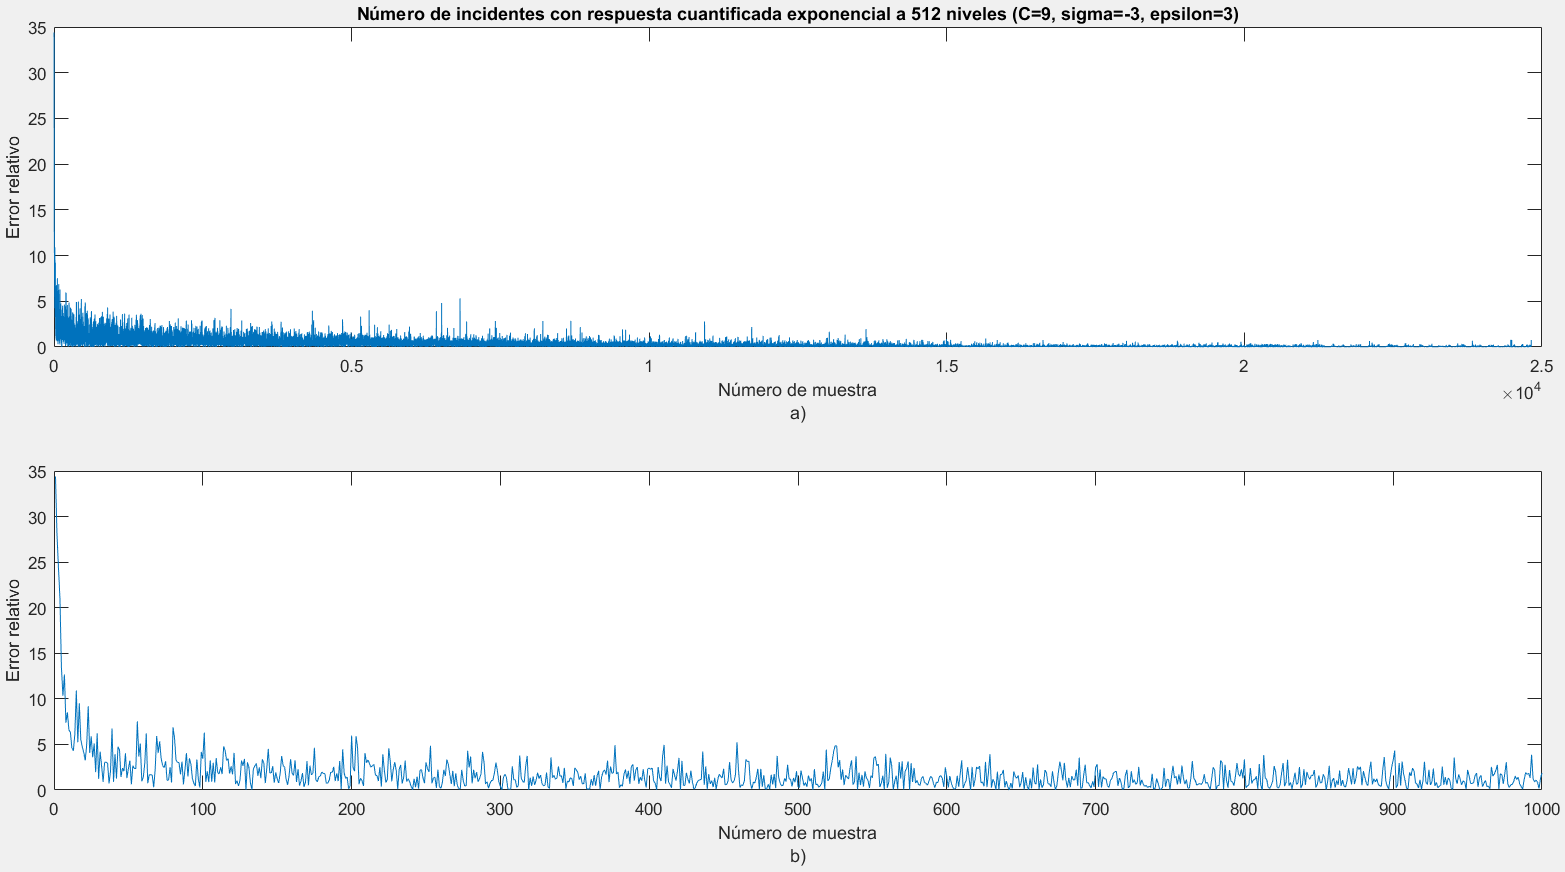 Número de incidentes con respuesta cuantificada exponencial a 512 niveles (C=9, sigma=-3, epsilon=3)
35
30
25
20
15
10
5
0
Error relativo
0 0.5 1 1.5 2 2.5
×10^4
Número de muestra
a)
35
30
25
20
15
10
5
0
Error relativo
0 100 200 300 400 500 600 700 800 900 1000
Número de muestra
b)